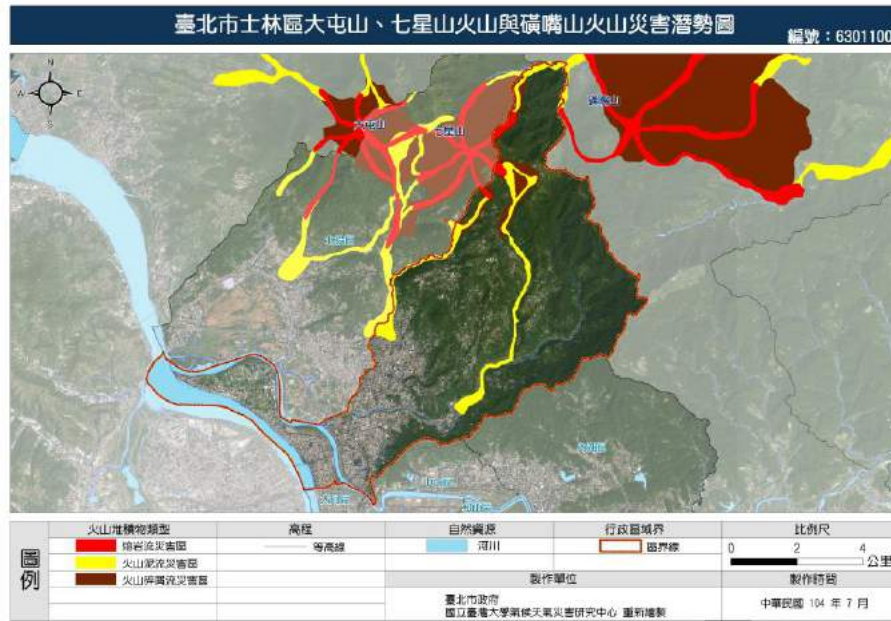 臺北市士林區大屯山、七星山火山與磺嘴山火山災害潛勢圖
編號：6301100
N
W
E
S
大屯山
七星山
磺嘴山
北投區
內湖區
圖例
火山堆積物類型
高程
自然資源
行政區域界
比例尺
熔岩流災害區
等高線
河川
區界線
0 2 4
公里
火山泥流災害區
火山碎屑流災害區
製作單位
製作時間
臺北市政府
國立臺灣大學氣候天氣災害研究中心 重新繪製
中華民國 104 年 7 月